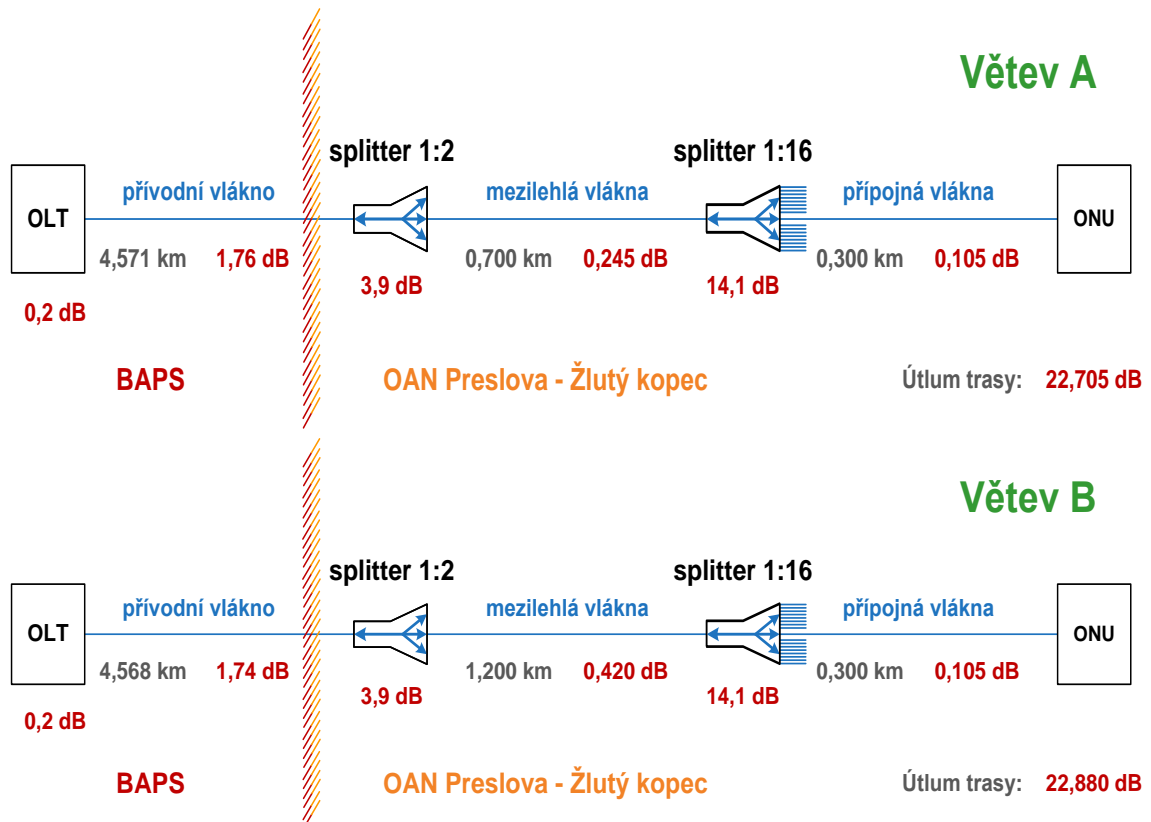 Větev A
splitter 1:2
splitter 1:16
OLT
přívodní vlákno
mezilehlá vlákna
přípojná vlákna
ONU
4,571 km 1,76 dB
0,700 km 0,245 dB
0,300 km 0,105 dB
3,9 dB
14,1 dB
0,2 dB
BAPS
OAN Preslova - Žlutý kopec
Útlum trasy: 22,705 dB
Větev B
splitter 1:2
splitter 1:16
OLT
přívodní vlákno
mezilehlá vlákna
přípojná vlákna
ONU
4,568 km 1,74 dB
1,200 km 0,420 dB
0,300 km 0,105 dB
3,9 dB
14,1 dB
0,2 dB
BAPS
OAN Preslova - Žlutý kopec
Útlum trasy: 22,880 dB